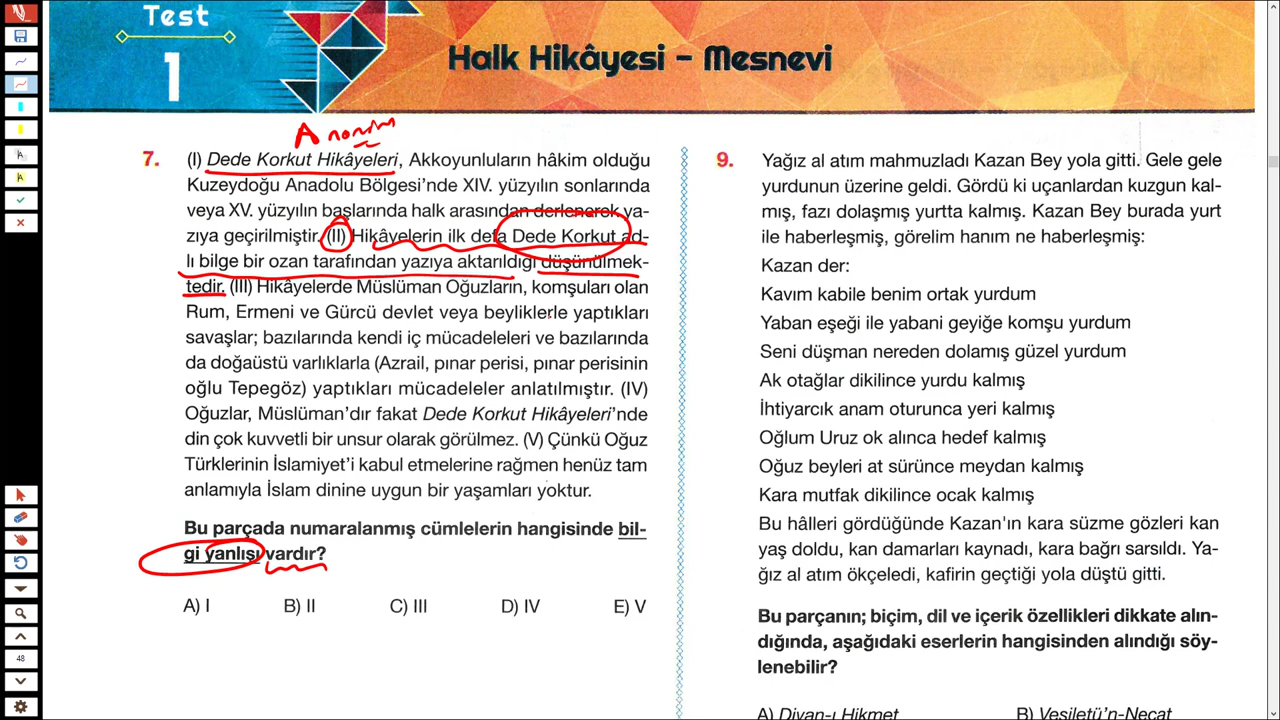 Test
1
Halk Hikâyesi – Mesnevi
Anonim
7. (I) Dede Korkut Hikâyeleri, Akkoyunluların hâkim olduğu
Kuzeydoğu Anadolu Bölgesi'nde XIV. yüzyılın sonlarında
veya XV. yüzyılın başlarında halk arasından derlenerek ya-
zıya geçirilmiştir. (II) Hikâyelerin ilk defa Dede Korkut ad-
lı bilge bir ozan tarafından yazıya aktarıldığı düşünülmek-
tedir. (III) Hikâyelerde Müslüman Oğuzların, komşuları olan
Rum, Ermeni ve Gürcü devlet veya beyliklerle yaptıkları
savaşlar; bazılarında kendi iç mücadeleleri ve bazılarında
da doğaüstü varlıklarla (Azrail, pınar perisi, pınar perisinin
oğlu Tepegöz) yaptıkları mücadeleler anlatılmıştır. (IV)
Oğuzlar, Müslüman'dır fakat Dede Korkut Hikâyeleri'nde
din çok kuvvetli bir unsur olarak görülmez. (V) Çünkü Oğuz
Türklerinin İslamiyet'i kabul etmelerine rağmen henüz tam
anlamıyla İslam dinine uygun bir yaşamları yoktur.
Bu parçada numaralanmış cümlelerin hangisinde bil-
gi yanlışı vardır?
A) I B) II C) III D) IV E) V
9. Yağız al atım mahmuzladı Kazan Bey yola gitti. Gele gele
yurdunun üzerine geldi. Gördü ki uçanlardan kuzgun kal-
mış, fazı dolaşmış yurtta kalmış. Kazan Bey burada yurt
ile haberleşmiş, görelim hanım ne haberleşmiş:
Kazan der:
Kavım kabile benim ortak yurdum
Yaban eşeği ile yabani geyiğe komşu yurdum
Seni düşman nereden dolamış güzel yurdum
Ak otağlar dikilince yurdu kalmış
İhtiyarcık anam oturunca yeri kalmış
Oğlum Uruz ok alınca hedef kalmış
Oğuz beyleri at sürünce meydan kalmış
Kara mutfak dikilince ocak kalmış
Bu hâlleri gördüğünde Kazan'ın kara süzme gözleri kan
yaş doldu, kan damarları kaynadı, kara bağrı sarsıldı. Ya-
ğız al atım ökçeledi, kafirin geçtiği yola düştü gitti.
Bu parçanın; biçim, dil ve içerik özellikleri dikkate alın-
dığında, aşağıdaki eserlerin hangisinden alındığı söy-
lenebilir?
A) Divan-ı Hikmet B) Vesiletü'n-Necat
48